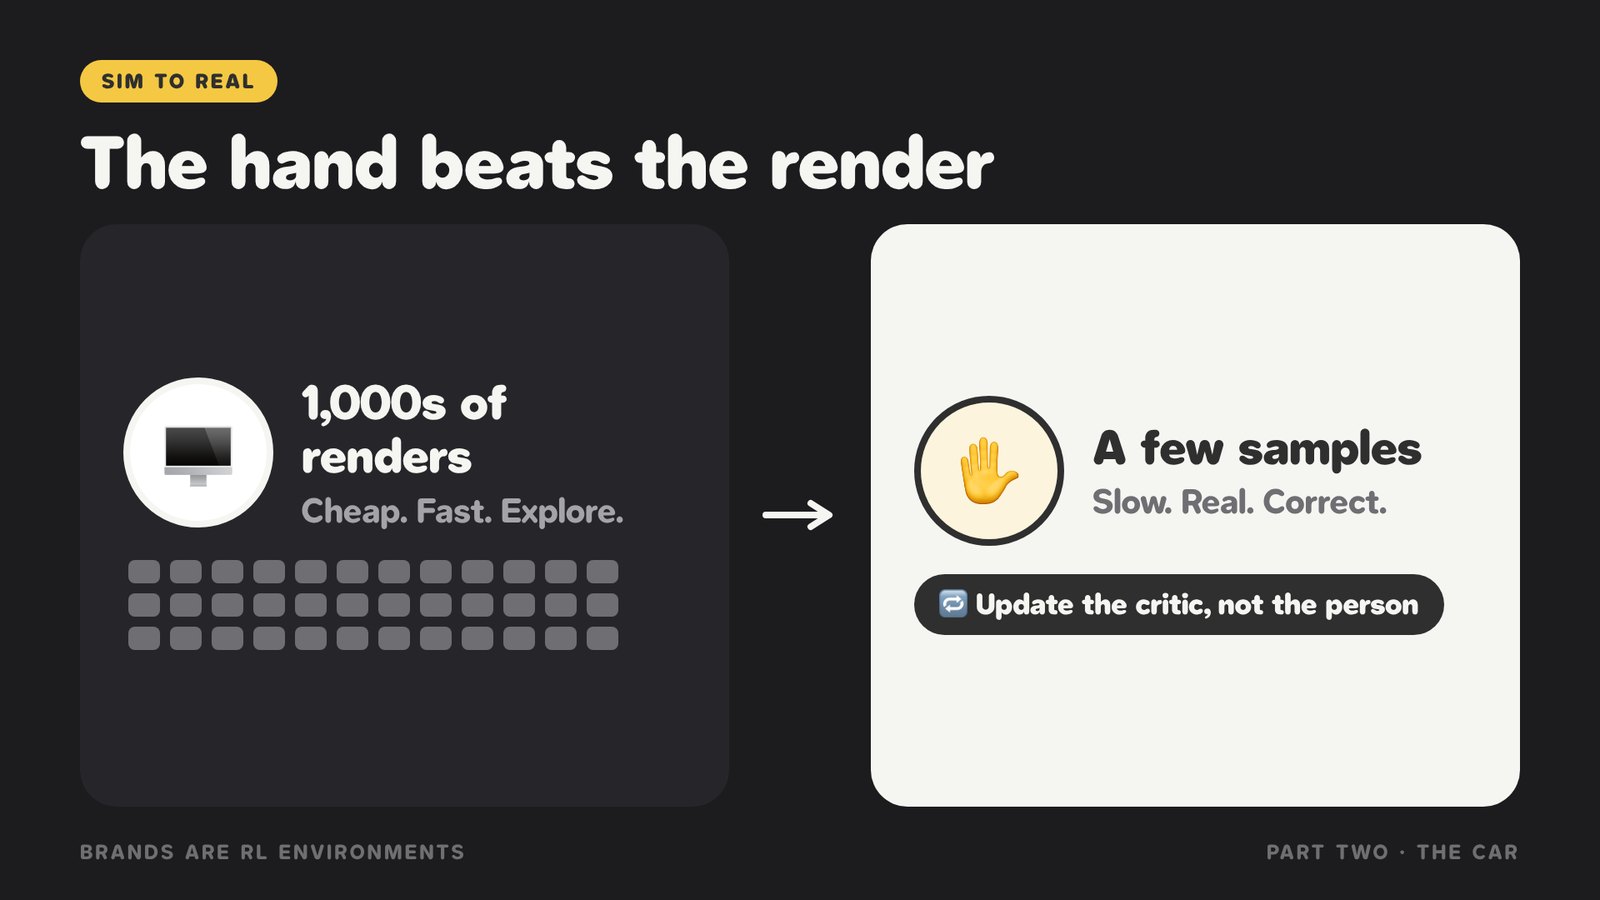 SIM TO REAL
The hand beats the render
1,000s of
renders
Cheap. Fast. Explore.
A few samples
Slow. Real. Correct.
Update the critic, not the person
BRANDS ARE RL ENVIRONMENTS
PART TWO · THE CAR